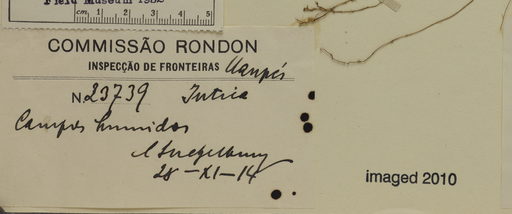 Field Museum 1982
cm 1 2 3 4 5
COMMISSÃO RONDON
INSPECÇÃO DE FRONTEIRAS Uaupés
N. 23739
Campos humidos
28-XI-14
imaged 2010